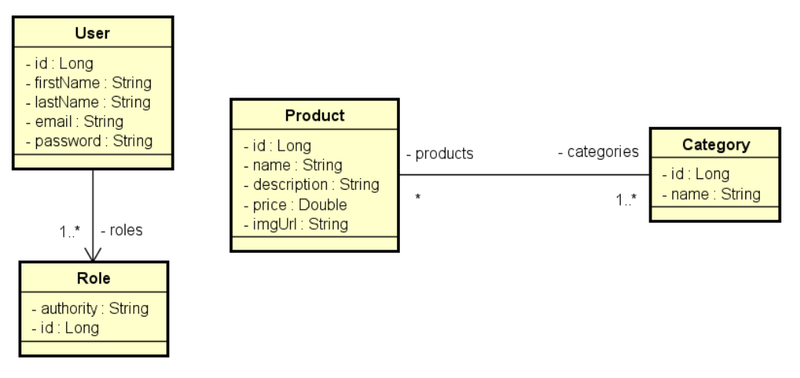 User
- id : Long
- firstName : String
- lastName : String
- email : String
- password : String
1..*
- roles
Role
- authority : String
- id : Long
Product
- id : Long
- name : String
- description : String
- price : Double
- imgUrl : String
- products
*
- categories
1..*
Category
- id : Long
- name : String